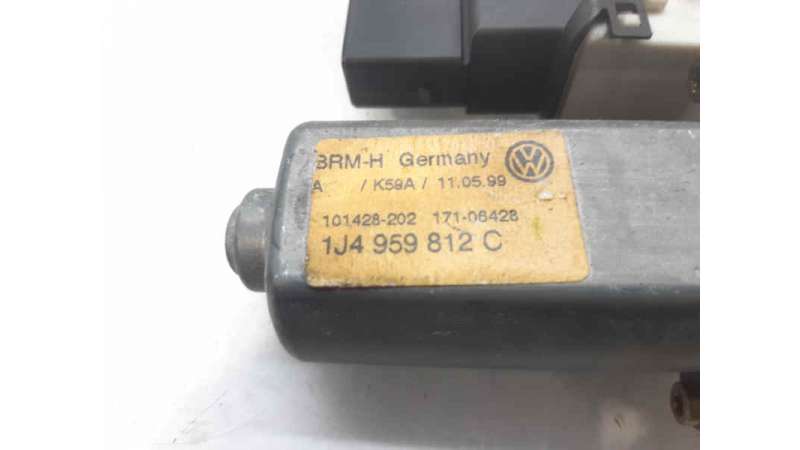 BRM-H Germany
A / K59A / 11.05.99
101428-202 171-06428
1J4 959 812 C